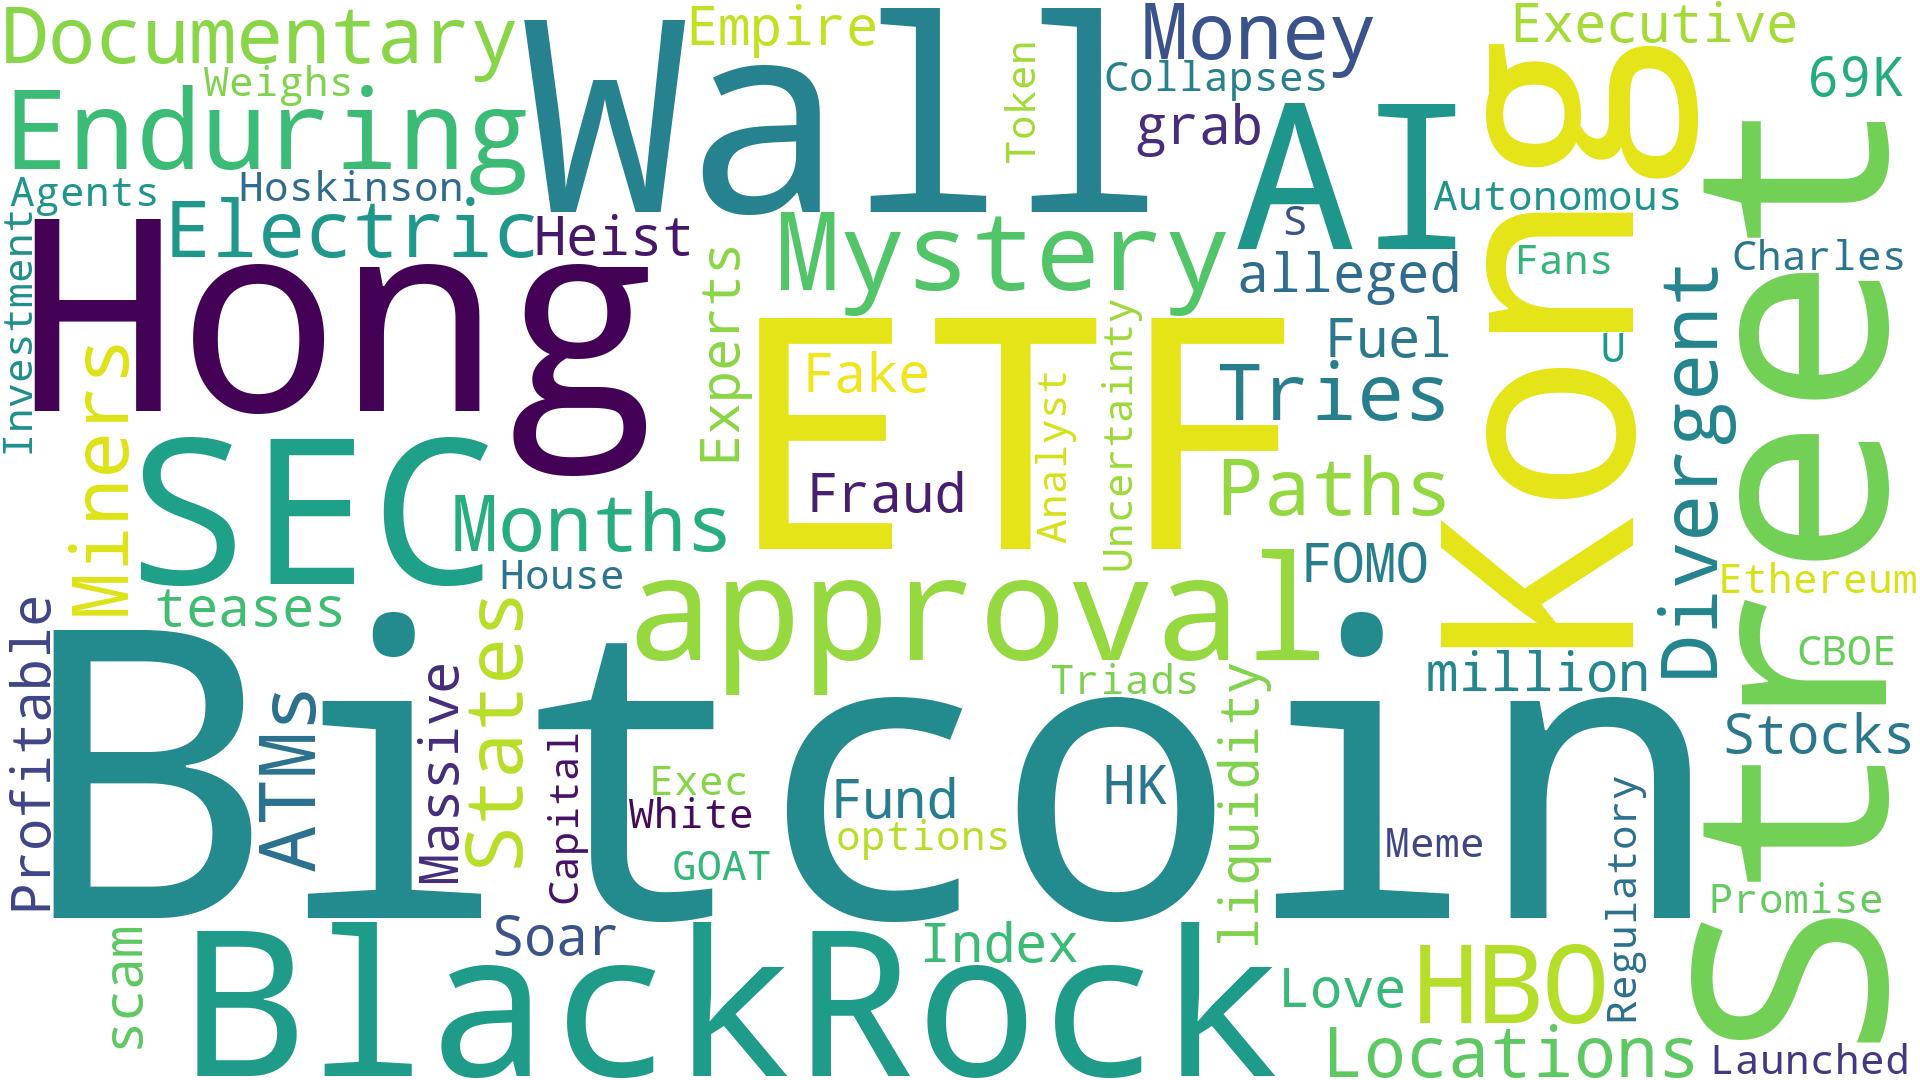 Documentary
Wall
Empire
Money
Executive
Weighs
Token
Collapses
69K
Enduring
grab
AI
Kong
Street
Agents
Hoskinson
Autonomous
Investment
Hong
Electric
Heist
Mystery
S
alleged
Fans
Charles
Experts
Uncertainty
Divergent
Miners
ETF
Fake
Fuel
U
Analyst
Tries
SEC
Months
Fraud
Paths
House
approval
FOMO
Ethereum
teases
States
Profitable
Bitcoin
ATMs
Massive
Triads
liquidity
million
CBOE
Stocks
Capital
Exec
White
Fund
HK
options
GOAT
Meme
Regulatory
Promise
scam
Soar
BlackRock
Index
Love
HBO
Locations
Launched